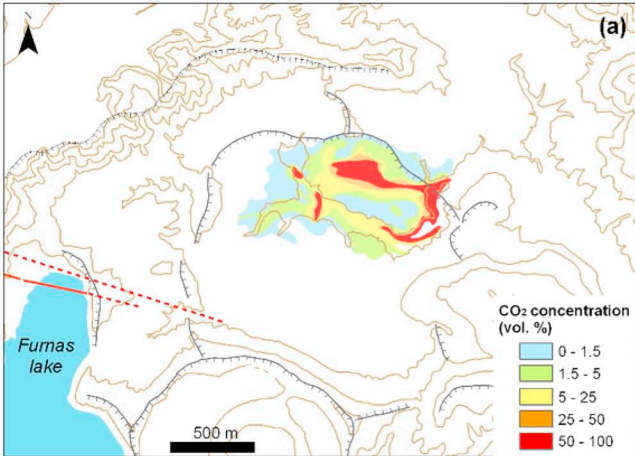 N
(a)
Furnas
lake
500 m
CO₂ concentration
(vol. %)
0 - 1.5
1.5 - 5
5 - 25
25 - 50
50 - 100